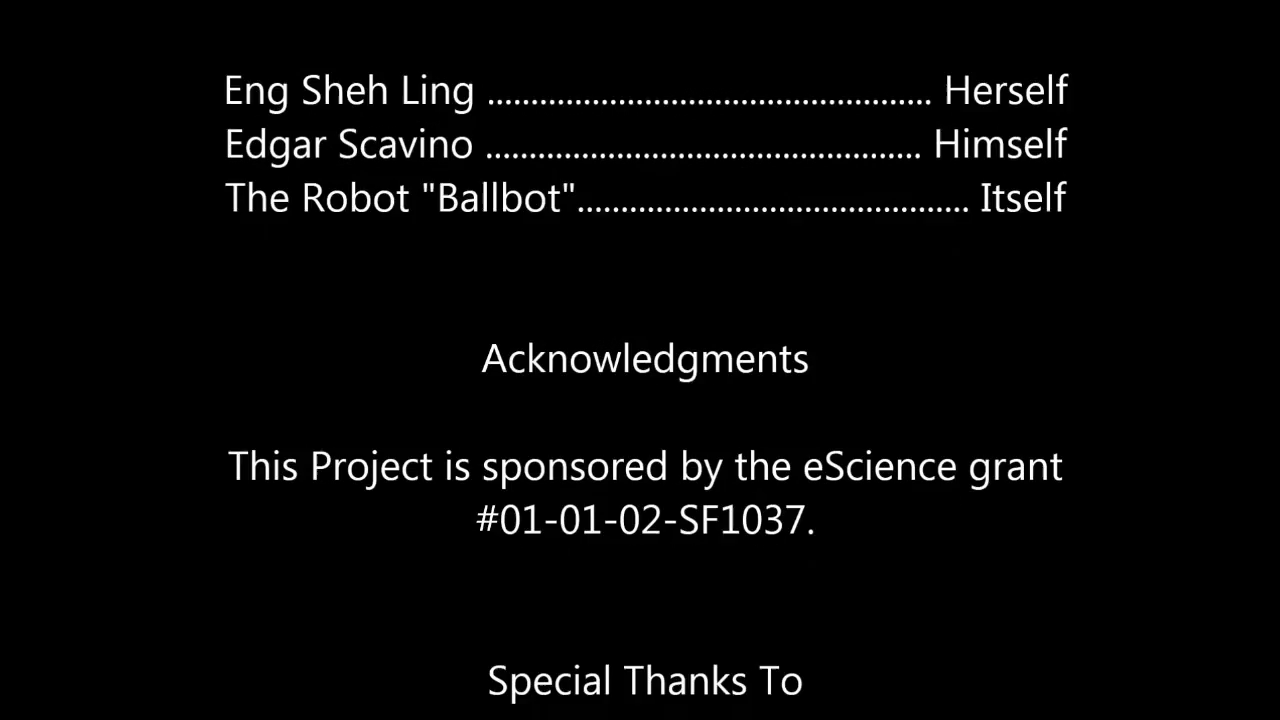 Eng Sheh Ling .................................................. Herself
Edgar Scavino ................................................. Himself
The Robot "Ballbot"............................................ Itself
Acknowledgments
This Project is sponsored by the eScience grant
#01-01-02-SF1037.
Special Thanks To